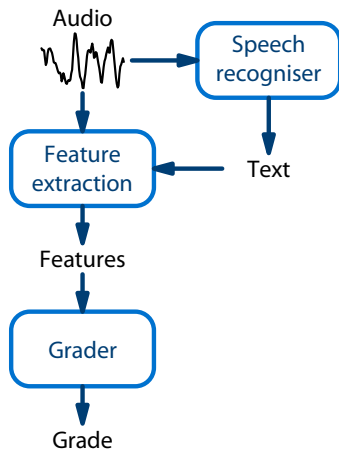 Audio
Speech
recogniser
Feature
extraction
Text
Features
Grader
Grade